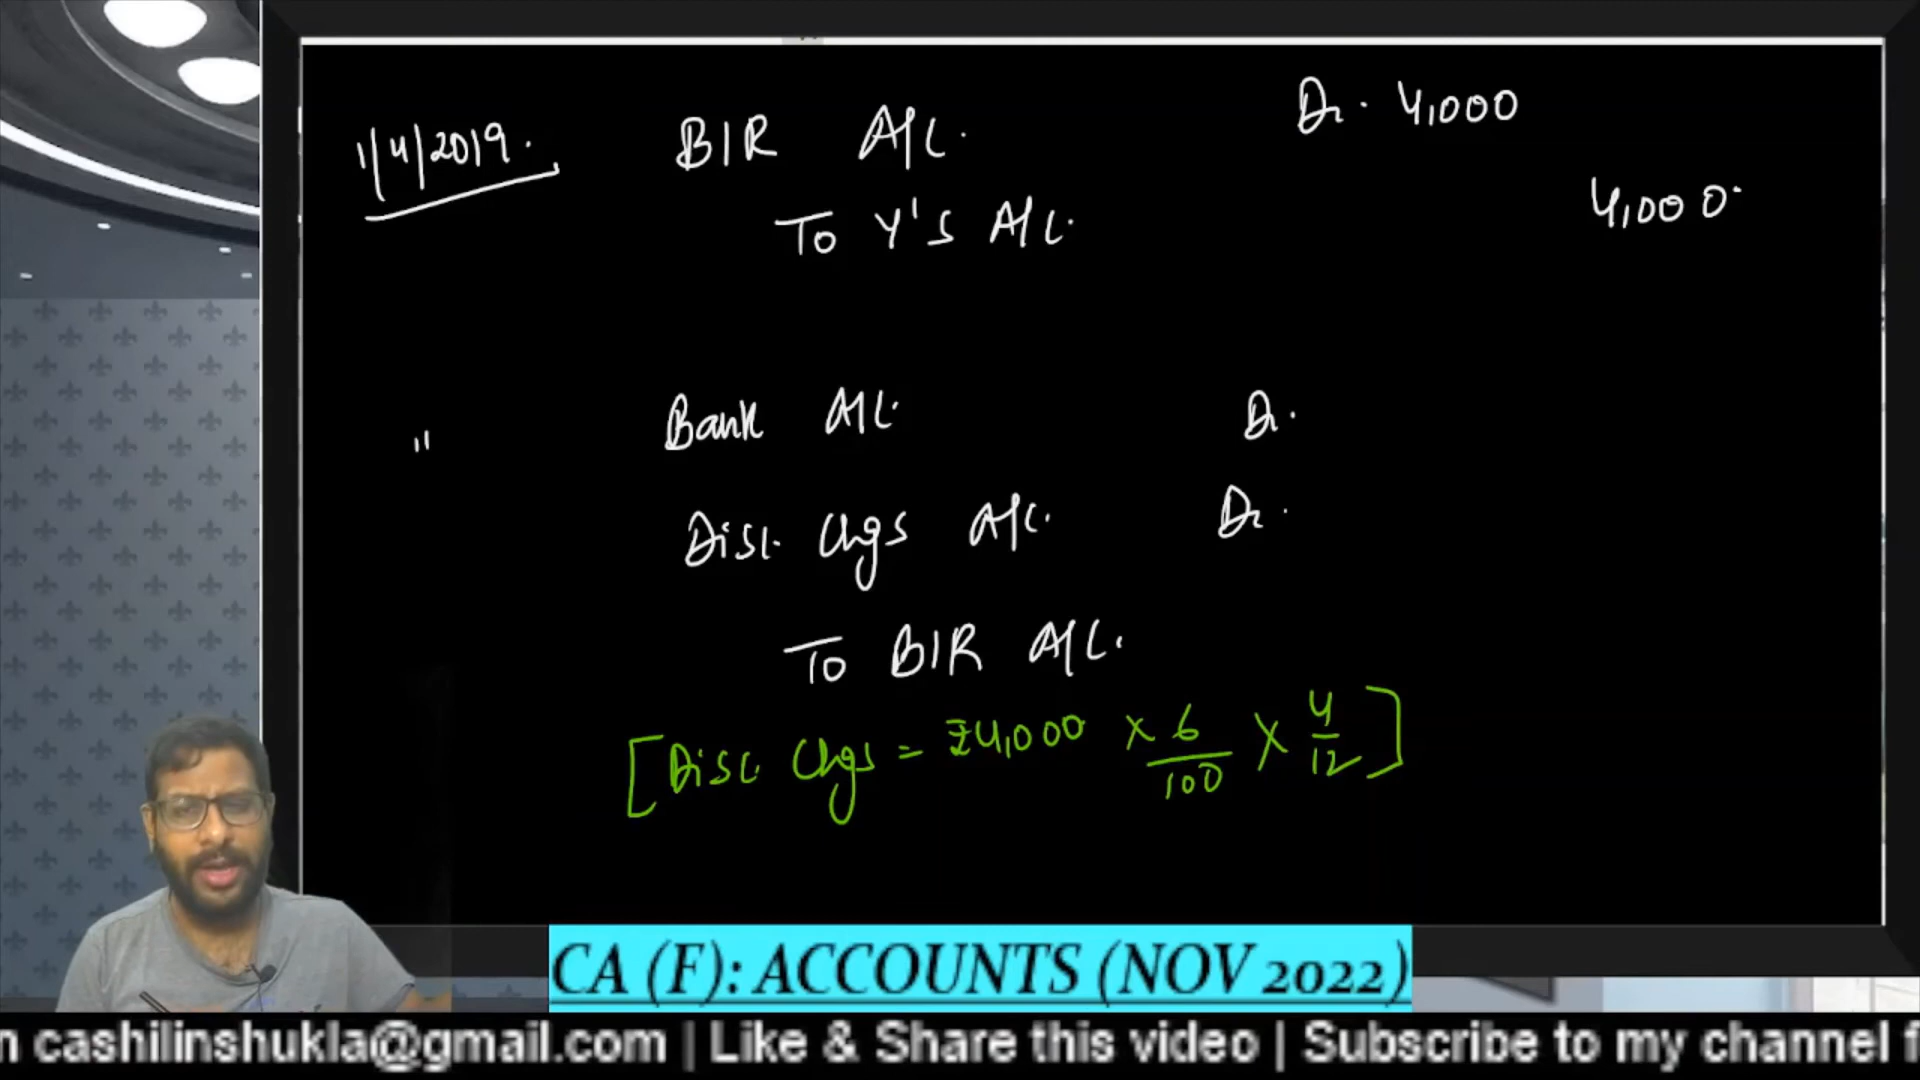 1/4/2019. BIR A/C. Dr. 4,000
To Y's A/C. 4,000
" Bank A/C. Dr.
Disc. Chgs A/C. Dr.
To BIR A/C.
[Disc. Chgs = ₹4,000 × 6/100 × 4/12]
CA (F): ACCOUNTS (NOV 2022)
n cashilinshukla@gmail.com | Like & Share this video | Subscribe to my channel f